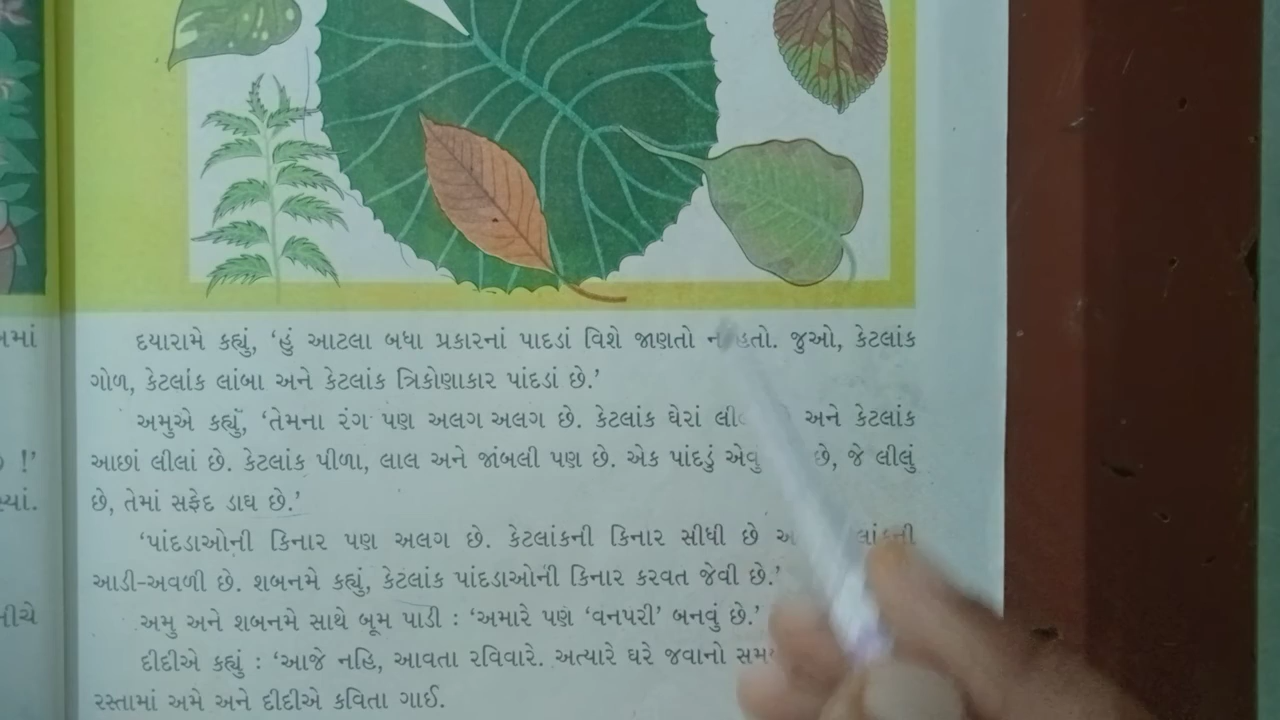 નમાં
!'
સ્યાં.
નીચે
દયારામે કહ્યું, 'હું આટલા બધા પ્રકારનાં પાદડાં વિશે જાણતો હતો. જુઓ, કેટલાંક
ગોળ, કેટલાંક લાંબા અને કેટલાંક ત્રિકોણાકાર પાંદડાં છે.'
અમુએ કહ્યું, 'તેમના રંગ પણ અલગ અલગ છે. કેટલાંક ઘેરાં અને કેટલાંક
આછાં લીલાં છે. કેટલાંક પીળા, લાલ અને જાંબલી પણ છે. એક પાંદડું છે, જે લીલું
છે, તેમાં સફેદ ડાઘ છે.'
'પાંદડાઓની કિનાર પણ અલગ છે. કેટલાંકની કિનાર સીધી છે
આડી-અવળી છે. શબનમે કહ્યું, કેટલાંક પાંદડાઓની કિનાર કરવત જેવી છે.'
અમુ અને શબનમે સાથે બૂમ પાડી : 'અમારે પણ 'વનપરી' બનવું છે.'
દીદીએ કહ્યું : 'આજે નહિ, આવતા રવિવારે. અત્યારે ઘરે જવાનો
રસ્તામાં અમે અને દીદીએ કવિતા ગાઈ.